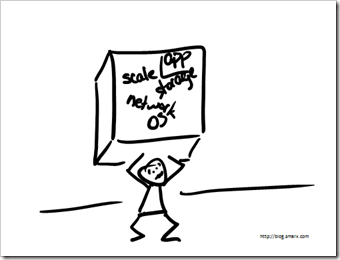 app
scale
storage
network
OS
http://blog.smarx.com